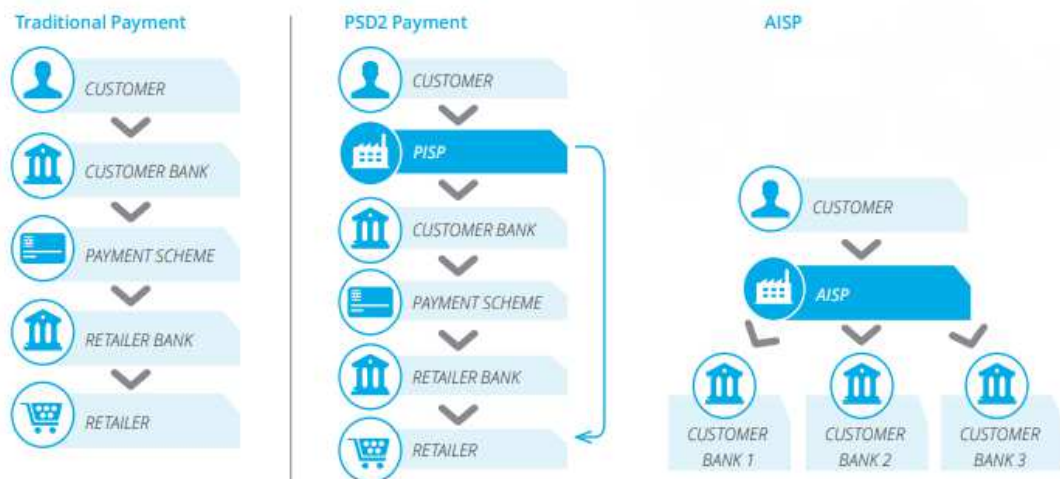 Traditional Payment
CUSTOMER
CUSTOMER BANK
PAYMENT SCHEME
RETAILER BANK
RETAILER
PSD2 Payment
CUSTOMER
PISP
CUSTOMER BANK
PAYMENT SCHEME
RETAILER BANK
RETAILER
AISP
CUSTOMER
AISP
CUSTOMER
BANK 1
CUSTOMER
BANK 2
CUSTOMER
BANK 3